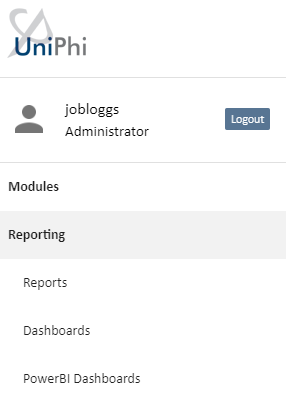 UniPhi
jobloggs
Administrator
Logout
Modules
Reporting
Reports
Dashboards
PowerBI Dashboards